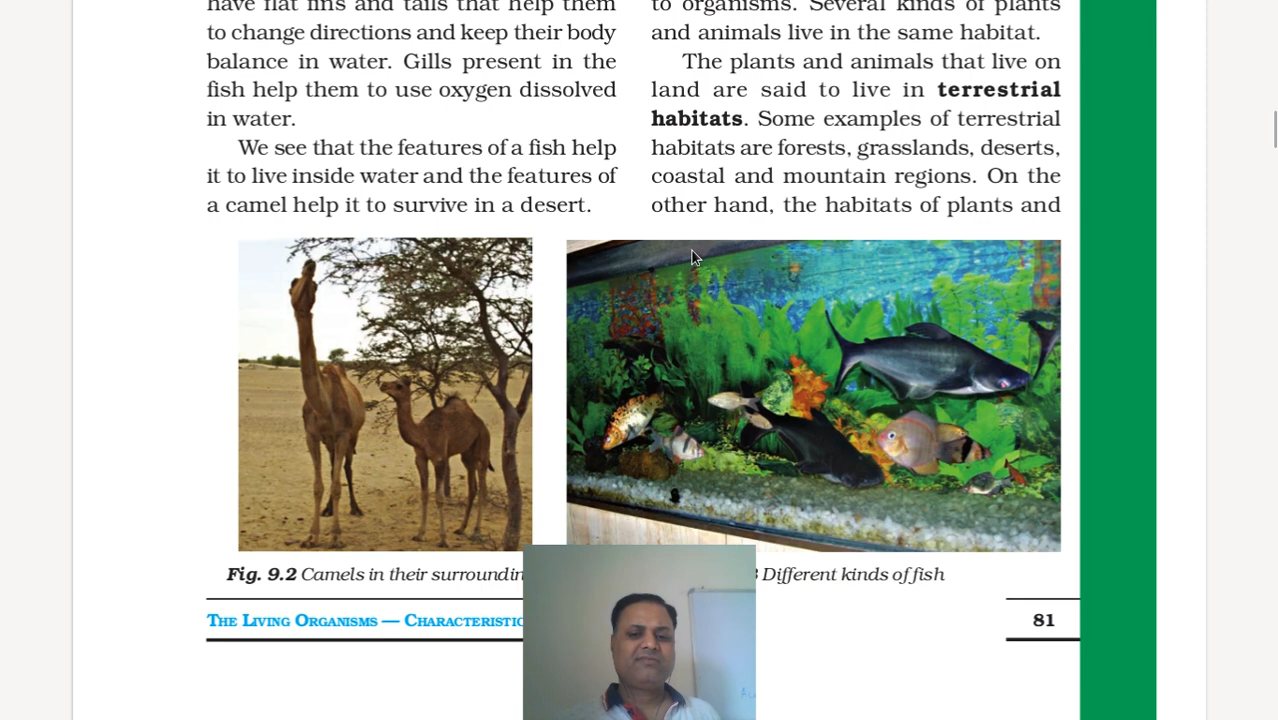 have flat fins and tails that help them
to change directions and keep their body
balance in water. Gills present in the
fish help them to use oxygen dissolved
in water.
We see that the features of a fish help
it to live inside water and the features of
a camel help it to survive in a desert.
to organisms. Several kinds of plants
and animals live in the same habitat.
The plants and animals that live on
land are said to live in terrestrial
habitats. Some examples of terrestrial
habitats are forests, grasslands, deserts,
coastal and mountain regions. On the
other hand, the habitats of plants and
Fig. 9.2 Camels in their
Different kinds of fish
The Living Organisms —
81